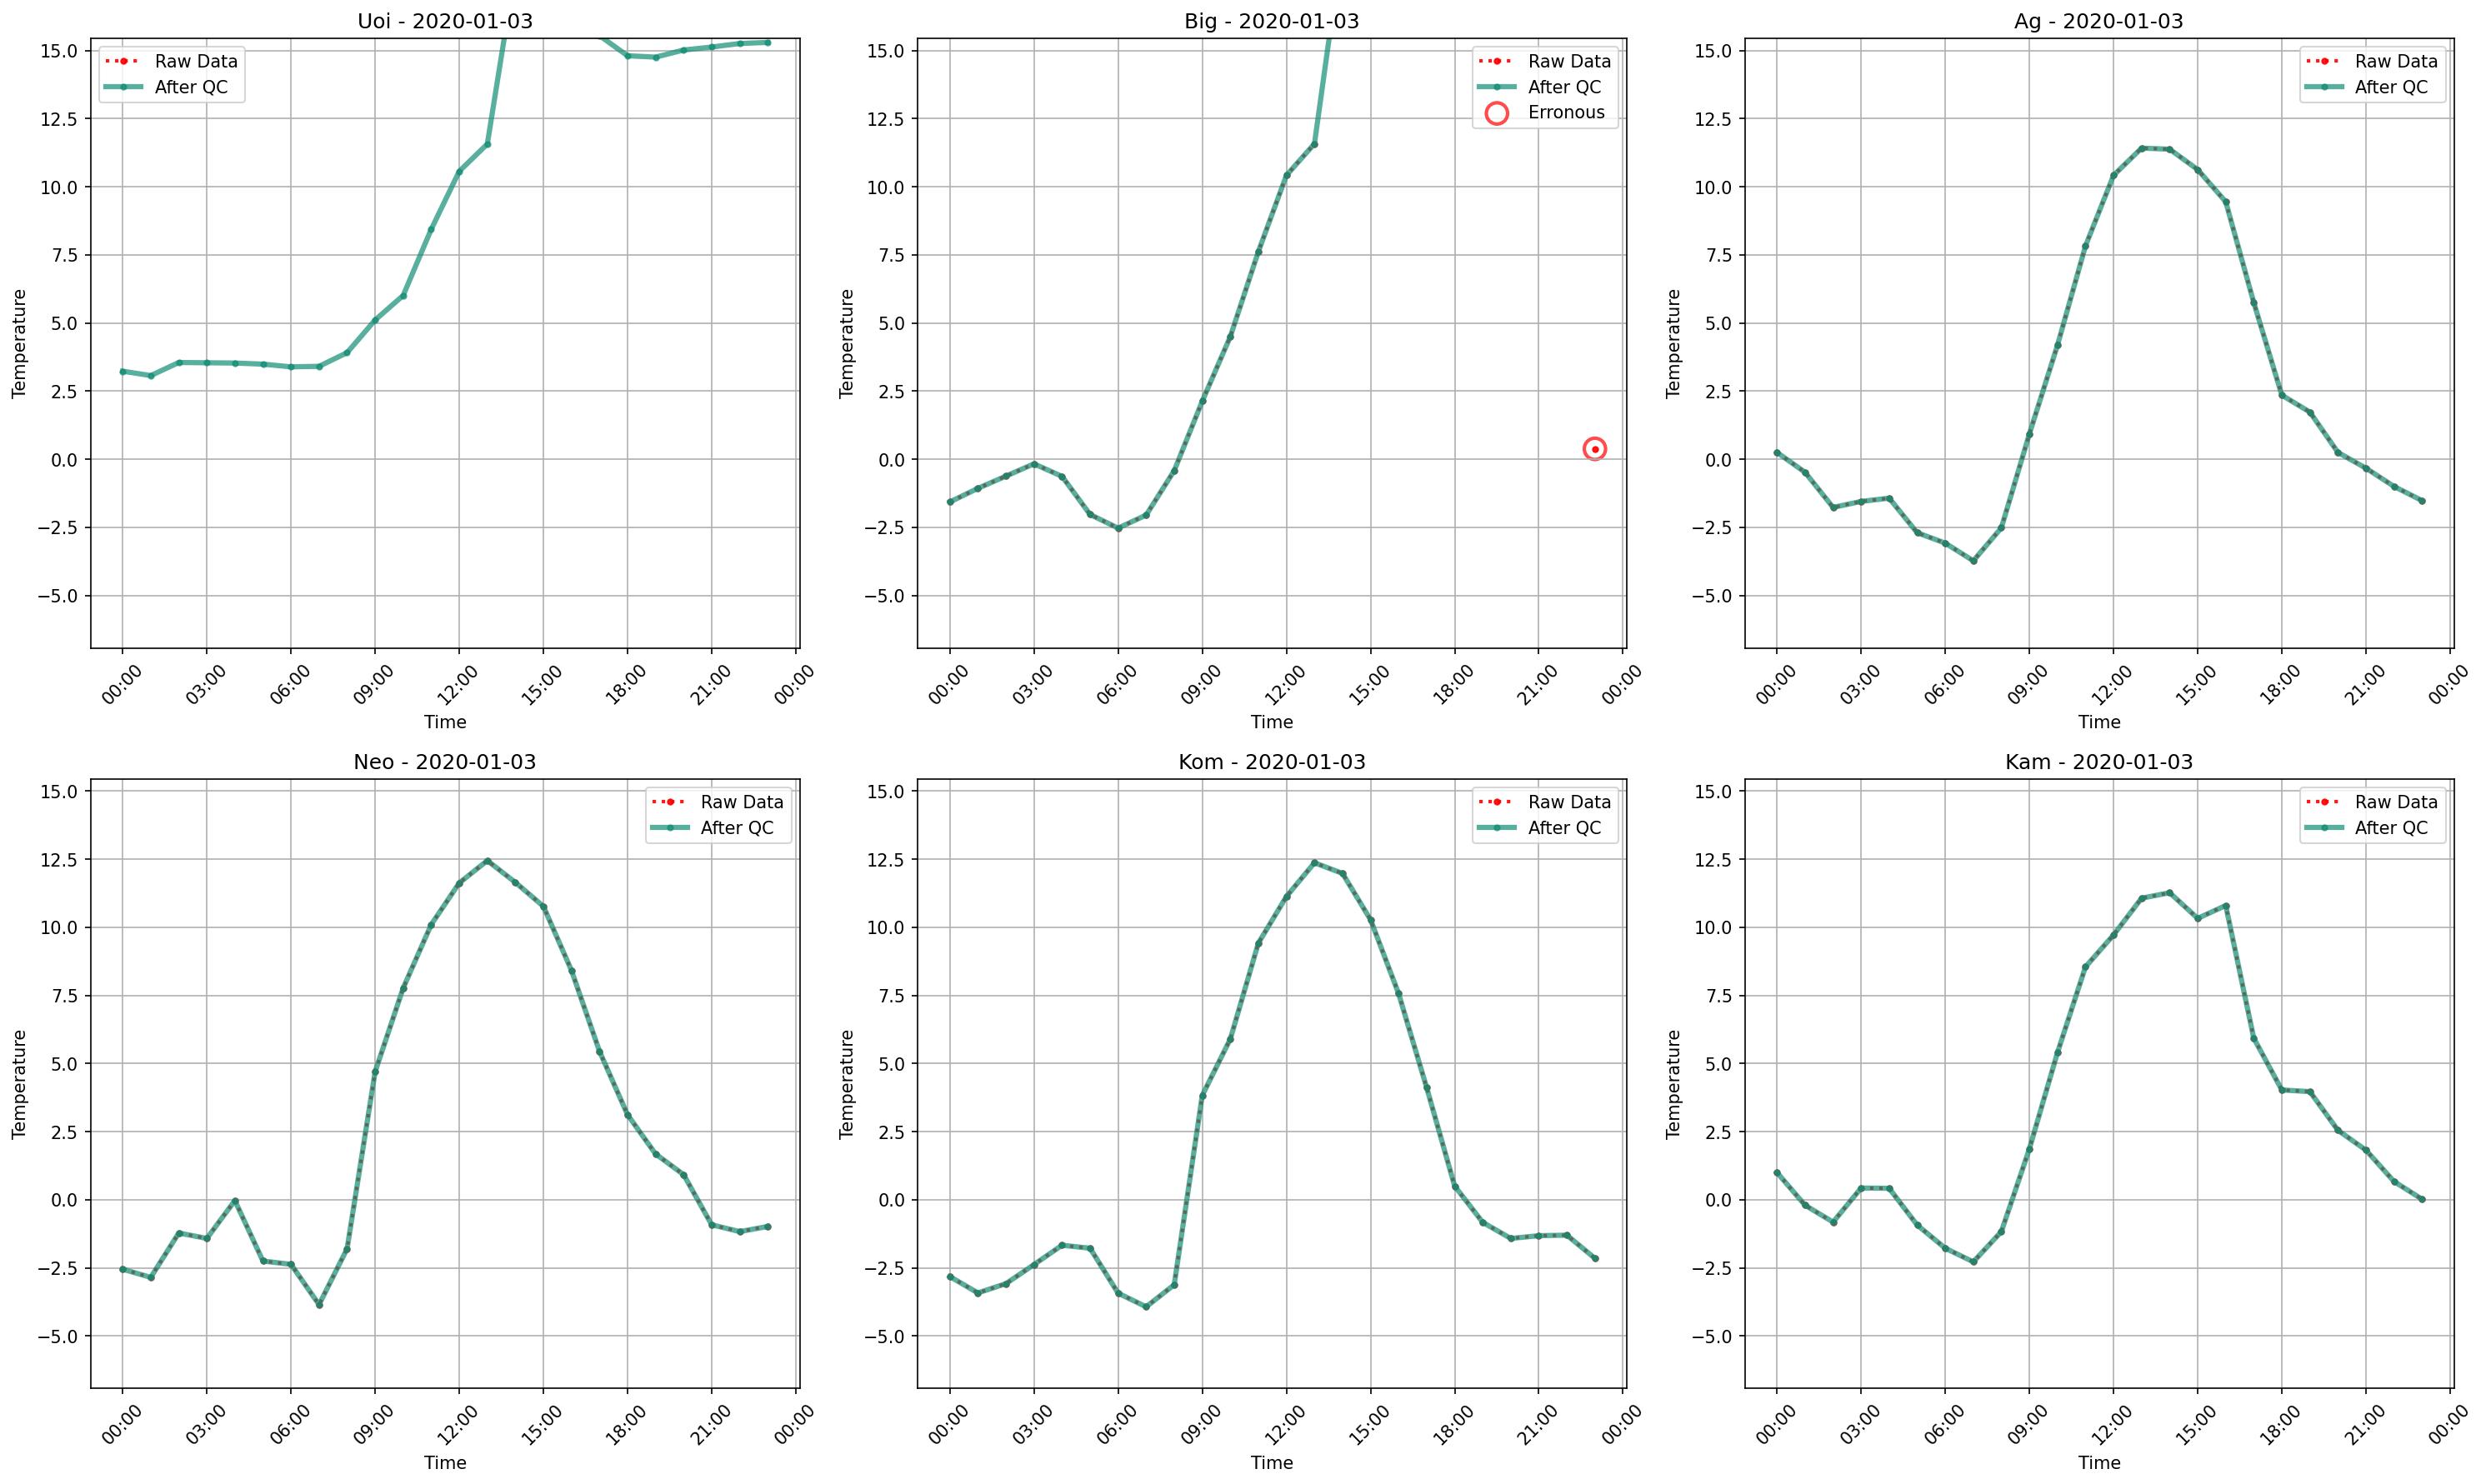 Uoi - 2020-01-03
Raw Data
After QC
Temperature
15.0
12.5
10.0
7.5
5.0
2.5
0.0
−2.5
−5.0
00:00 03:00 06:00 09:00 12:00 15:00 18:00 21:00 00:00
Time
Big - 2020-01-03
Raw Data
After QC
Erronous
Temperature
15.0
12.5
10.0
7.5
5.0
2.5
0.0
−2.5
−5.0
00:00 03:00 06:00 09:00 12:00 15:00 18:00 21:00 00:00
Time
Ag - 2020-01-03
Raw Data
After QC
Temperature
15.0
12.5
10.0
7.5
5.0
2.5
0.0
−2.5
−5.0
00:00 03:00 06:00 09:00 12:00 15:00 18:00 21:00 00:00
Time
Neo - 2020-01-03
Raw Data
After QC
Temperature
15.0
12.5
10.0
7.5
5.0
2.5
0.0
−2.5
−5.0
00:00 03:00 06:00 09:00 12:00 15:00 18:00 21:00 00:00
Time
Kom - 2020-01-03
Raw Data
After QC
Temperature
15.0
12.5
10.0
7.5
5.0
2.5
0.0
−2.5
−5.0
00:00 03:00 06:00 09:00 12:00 15:00 18:00 21:00 00:00
Time
Kam - 2020-01-03
Raw Data
After QC
Temperature
15.0
12.5
10.0
7.5
5.0
2.5
0.0
−2.5
−5.0
00:00 03:00 06:00 09:00 12:00 15:00 18:00 21:00 00:00
Time